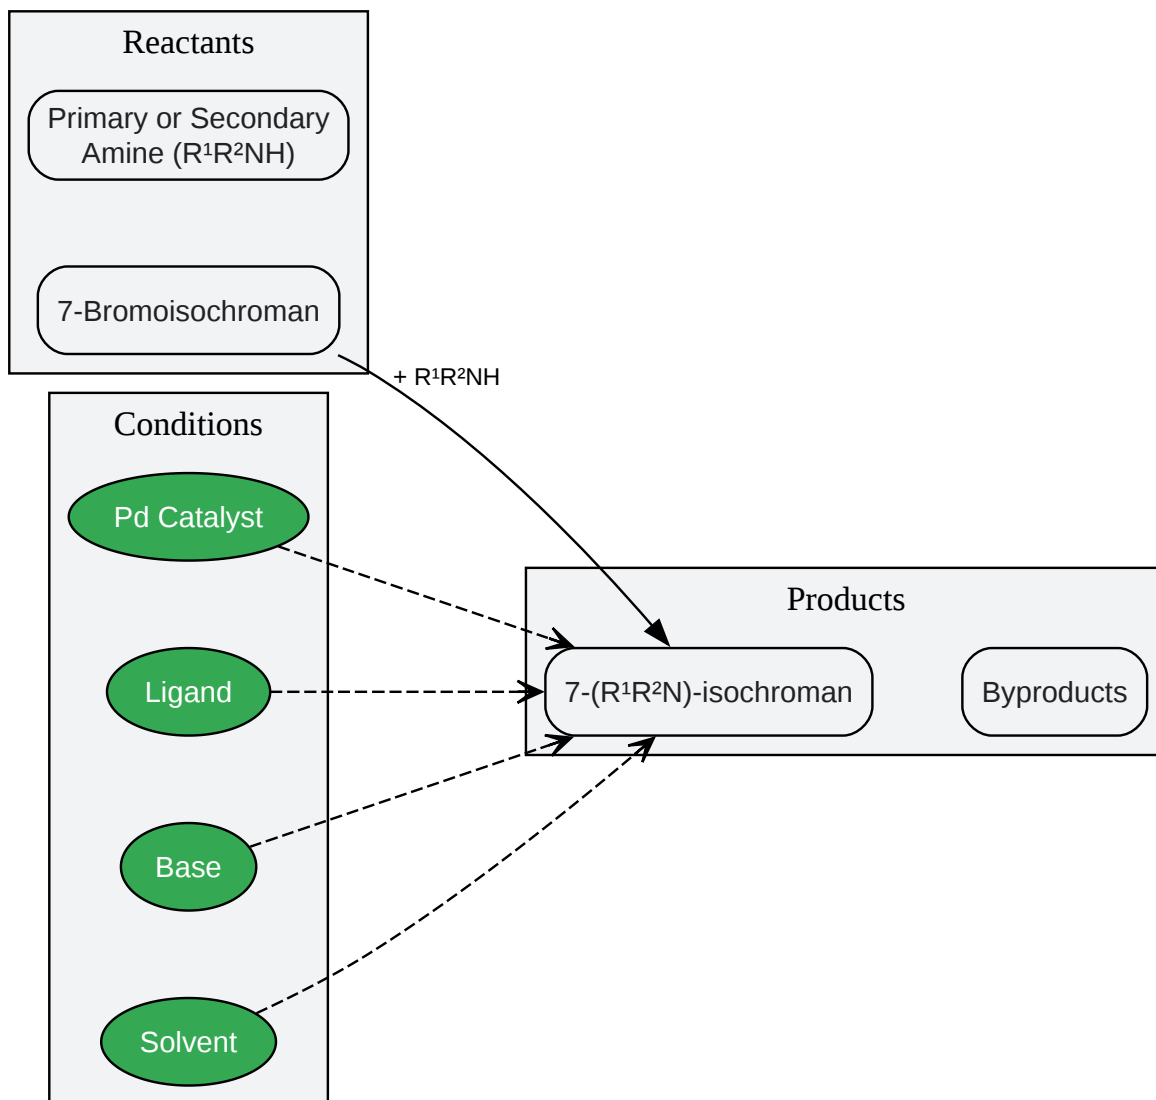 Reactants
Primary or Secondary
Amine (R¹R²NH)
7-Bromoisochroman
+ R¹R²NH
Conditions
Pd Catalyst
Ligand
Base
Solvent
Products
7-(R¹R²N)-isochroman
Byproducts